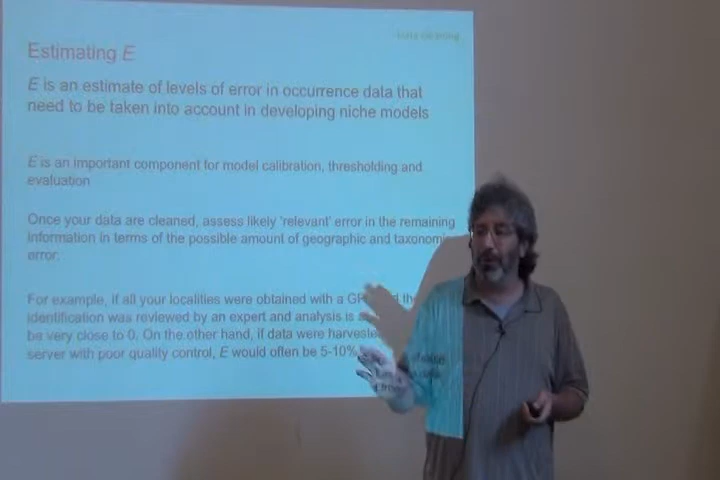 Data cleaning
Estimating E
E is an estimate of levels of error in occurrence data that
need to be taken into account in developing niche models
E is an important component for model calibration, thresholding and
evaluation
Once your data are cleaned, assess likely 'relevant' error in the remaining
information in terms of the possible amount of geographic and taxonomic
error.
For example, if all your localities were obtained with a GP
identification was reviewed by an expert and analysis is
be very close to 0. On the other hand, if data were harvested
server with poor quality control, E would often be 5-10%